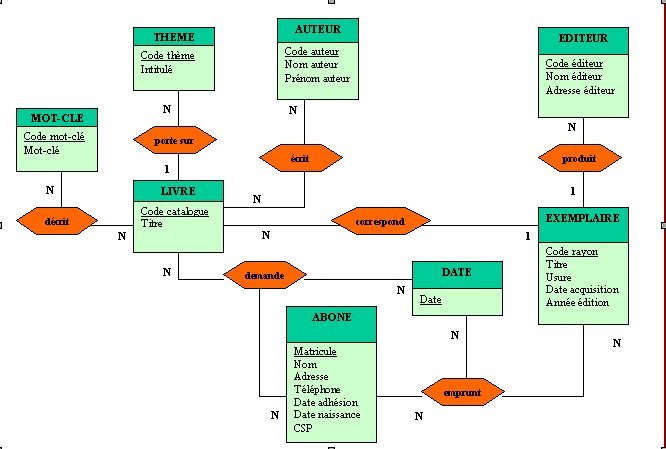 THEME
Code thème
Intitulé
AUTEUR
Code auteur
Nom auteur
Prénom auteur
EDITEUR
Code éditeur
Nom éditeur
Adresse éditeur
MOT-CLE
Code mot-clé
Mot-clé
N
N
N
porte sur
écrit
produit
1
N
1
LIVRE
Code catalogue
Titre
N
décrit
N
correspond
N
1
EXEMPLAIRE
Code rayon
Titre
Usure
Date acquisition
Année édition
N
demande
N
DATE
Date
ABONE
Matricule
Nom
Adresse
Téléphone
Date adhésion
Date naissance
CSP
N
N
emprunt
N
N